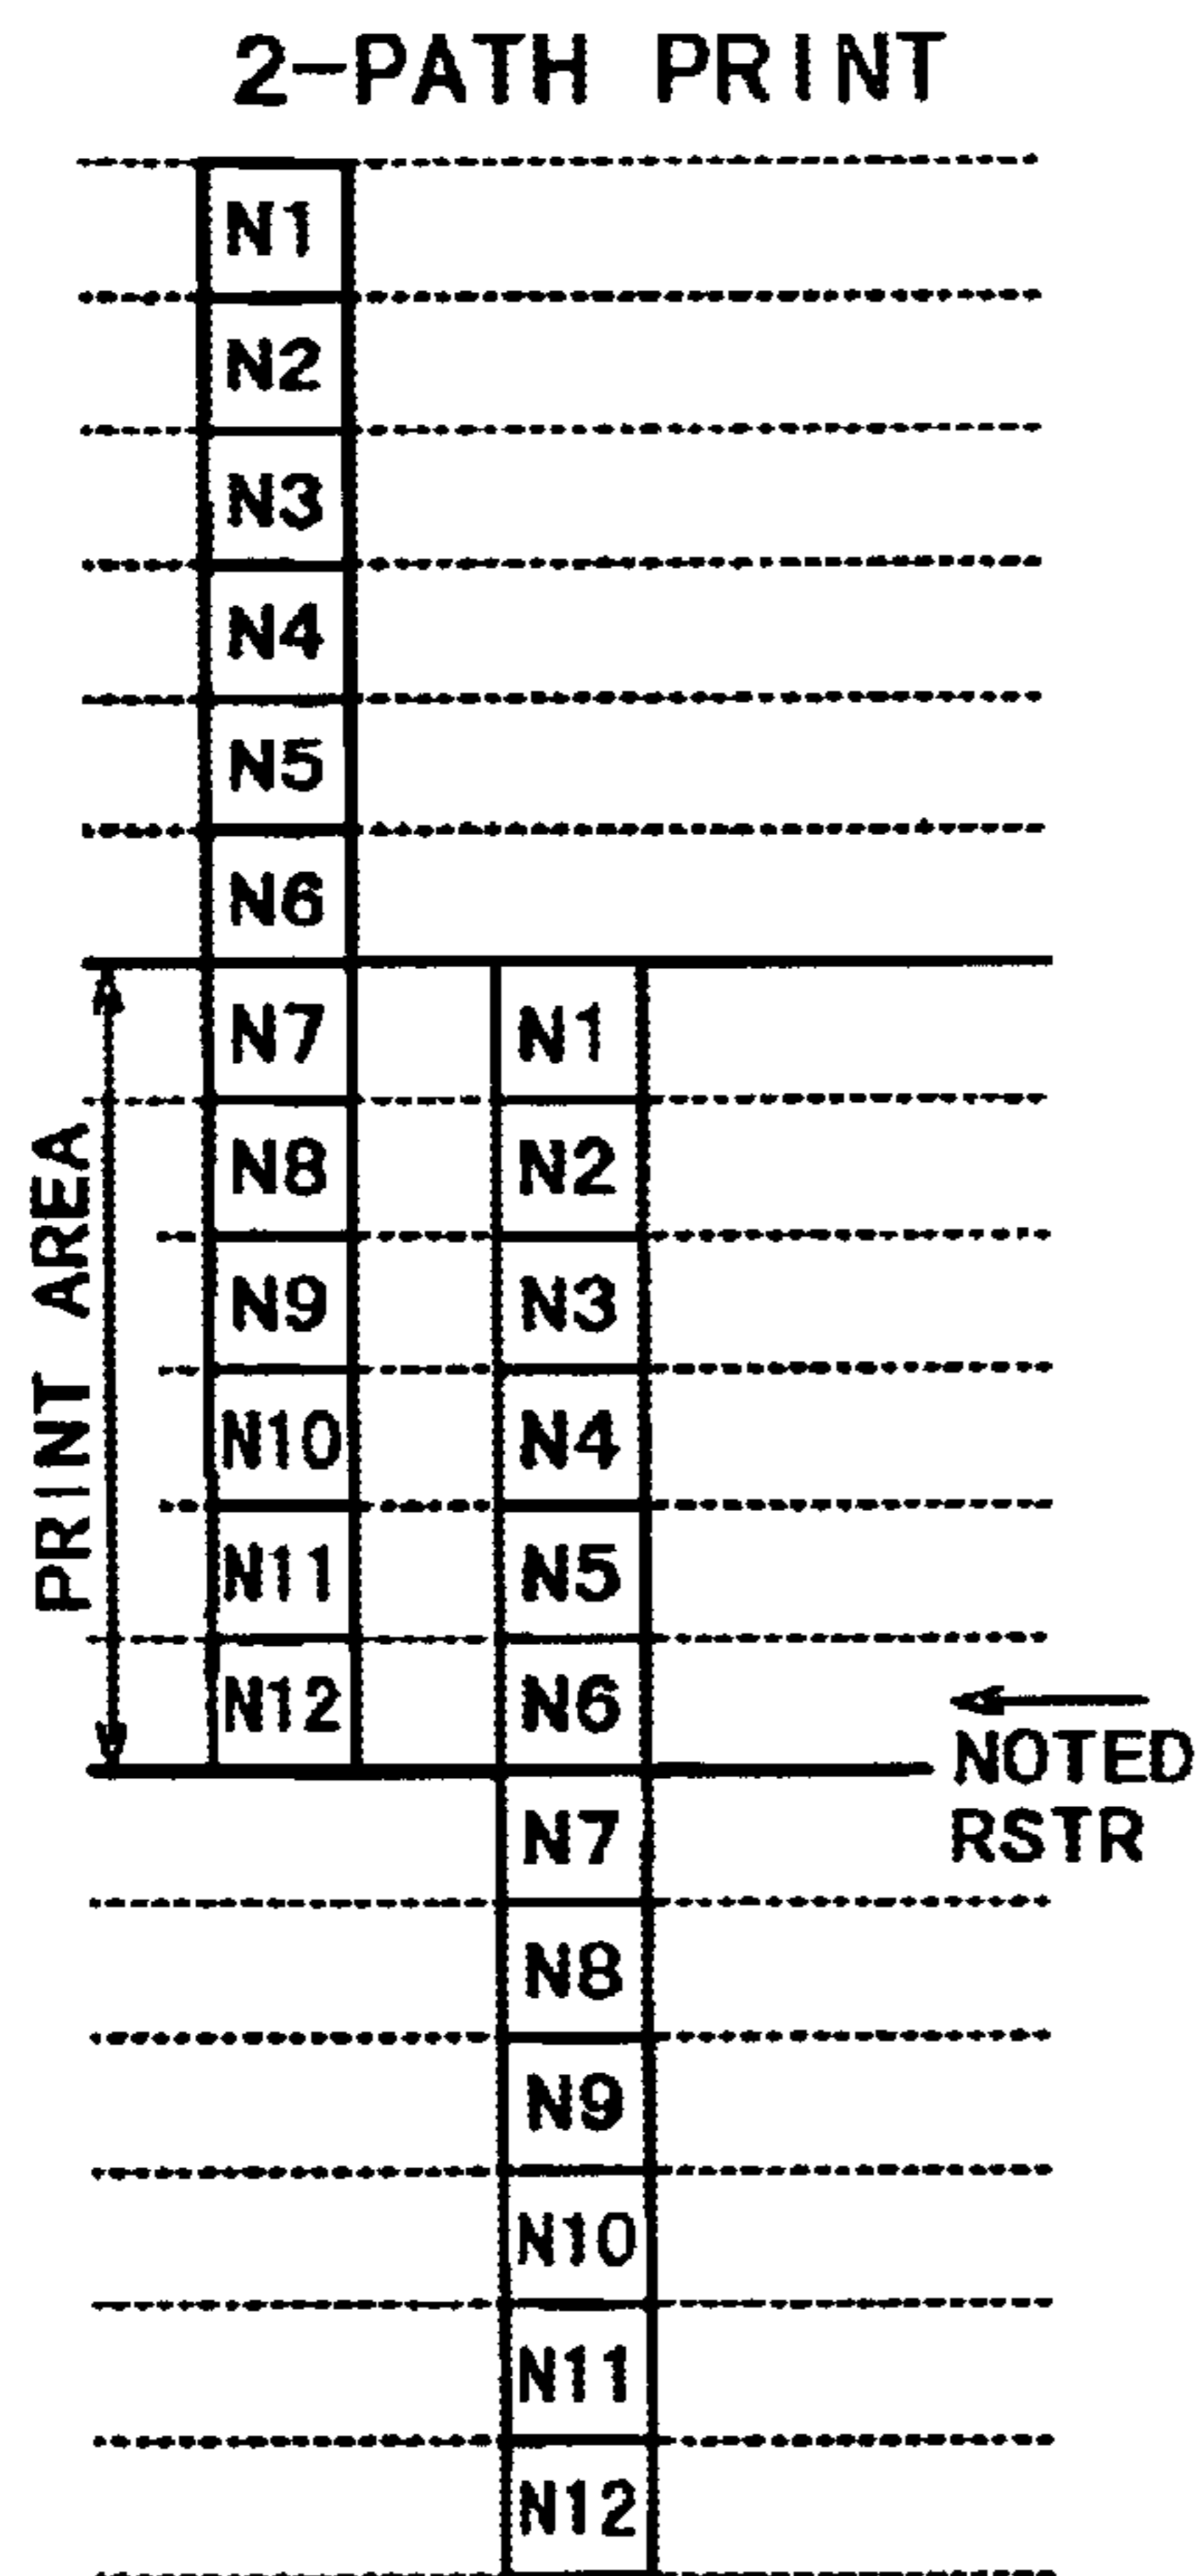 2-PATH PRINT
N1
N2
N3
N4
N5
N6
N7 N1
N8 N2
N9 N3
N10 N4
N11 N5
N12 N6
PRINT AREA
NOTED
RSTR
N7
N8
N9
N10
N11
N12